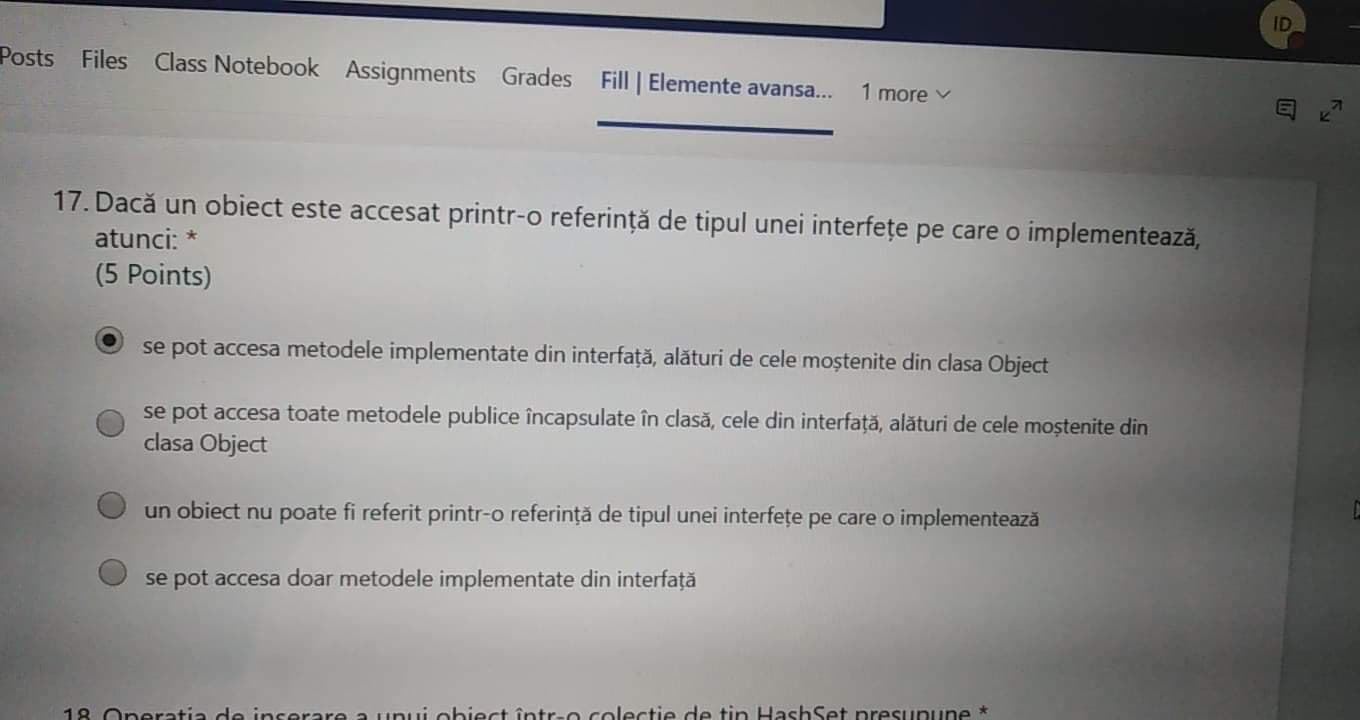 ID
Posts Files Class Notebook Assignments Grades Fill | Elemente avansa... 1 more
17. Dacă un obiect este accesat printr-o referință de tipul unei interfețe pe care o implementează,
atunci: *
(5 Points)
se pot accesa metodele implementate din interfață, alături de cele moștenite din clasa Object
se pot accesa toate metodele publice încapsulate în clasă, cele din interfață, alături de cele moștenite din
clasa Object
un obiect nu poate fi referit printr-o referință de tipul unei interfețe pe care o implementează
se pot accesa doar metodele implementate din interfață
18. Operația de inserare a unui obiect într-o colecție de tip HashSet presupune *